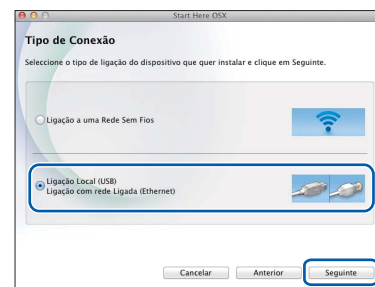 Start Here OSX
Tipo de Conexão
Seleccione o tipo de ligação do dispositivo que quer instalar e clique em Seguinte.
Ligação a uma Rede Sem Fios
Ligação Local (USB)
Ligação com rede Ligada (Ethernet)
Cancelar
Anterior
Seguinte